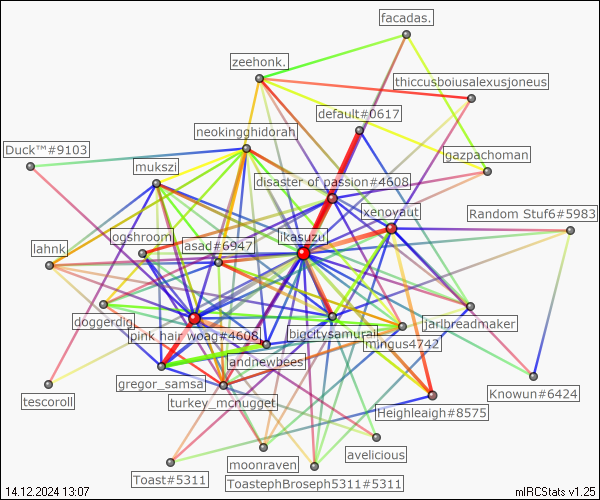 facadas.
zeehonk.
thiccusboiusalexusjoneus
default#0617
neokingghidorah
Duck™#9103
gazpachoman
mukszi
disaster of passion#4608
xenoyaut
Random Stuf6#5983
ogshroom
ikasuzu
asad#6947
lahnk
doggerdig
pink hair woag#4608
bigcitysamurai
jarlbreadmaker
mingus4742
andnewbees
gregor_samsa
Knowun#6424
tescoroll
turkey_mcnugget
Heighleaigh#8575
avelicious
moonraven
Toast#5311
ToastephBroseph5311#5311
14.12.2024 13:07
mIRCStats v1.25